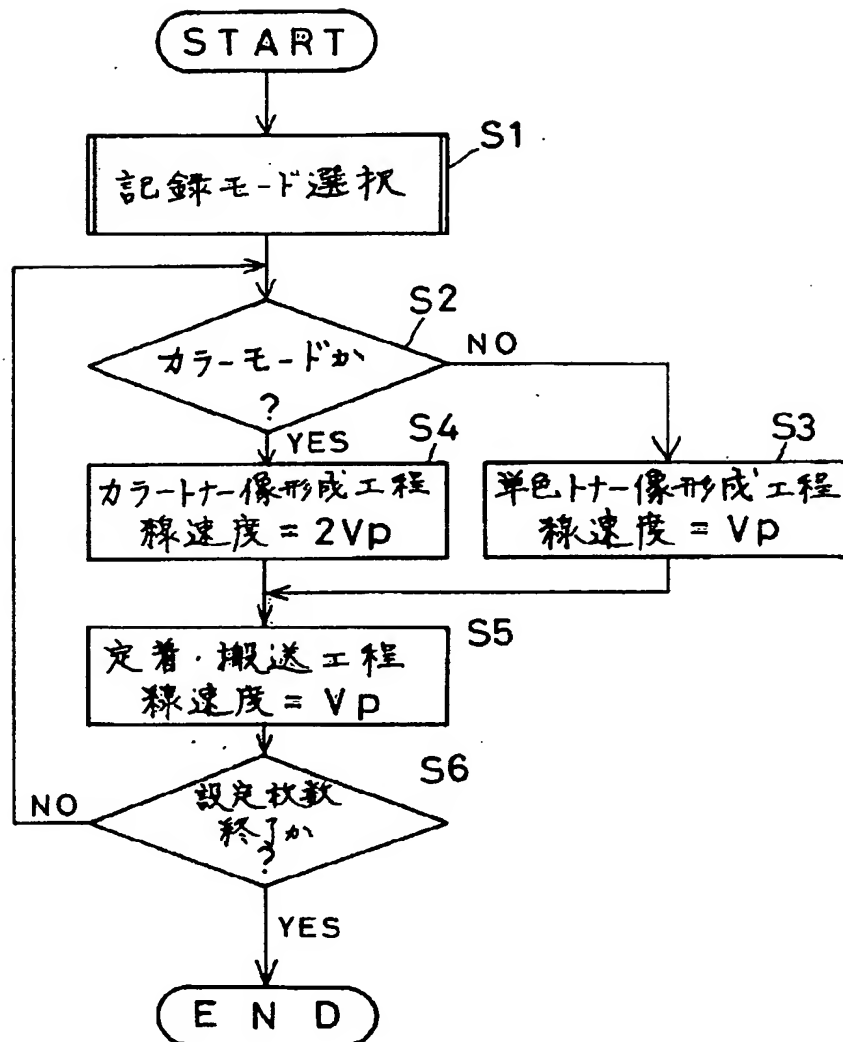 START
S1
記録モード選択
S2
カラーモードか
?
NO
YES
S4
カラートナー像形成工程
線速度 = 2Vp
S3
単色トナー像形成工程
線速度 = Vp
S5
定着・搬送工程
線速度 = Vp
S6
設定枚数
終了か
?
NO
YES
END